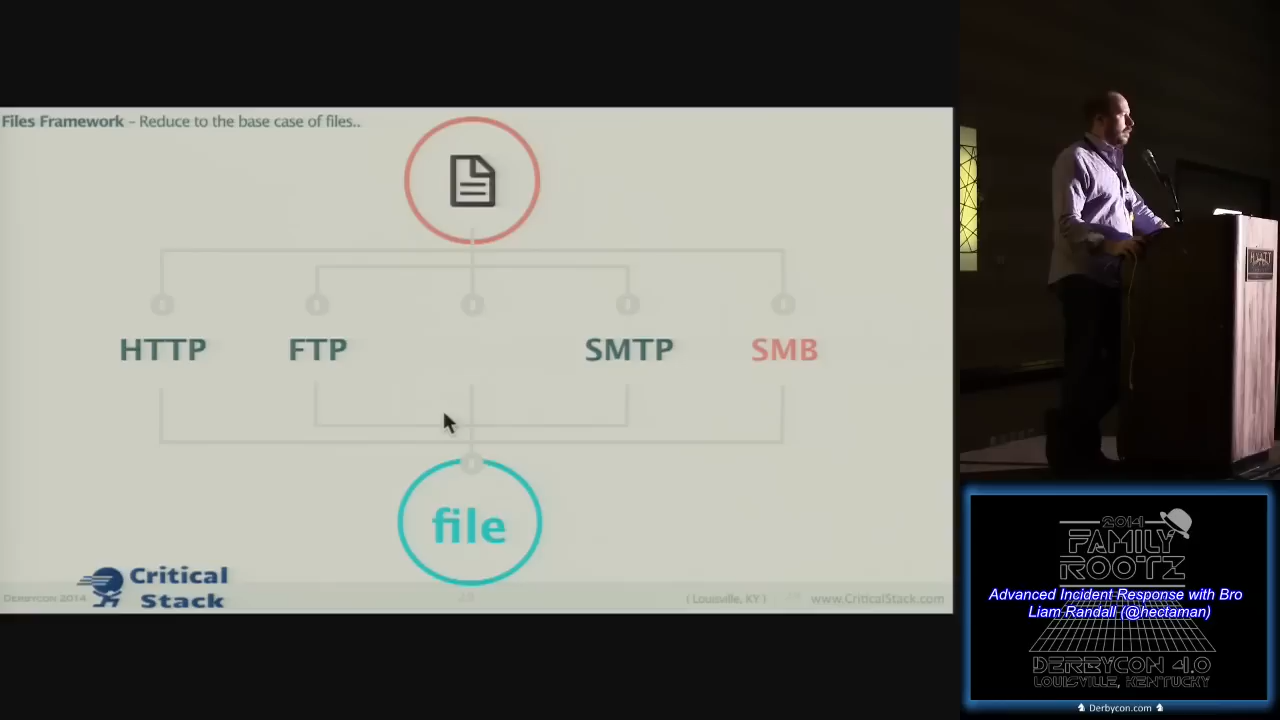 Files Framework – Reduce to the base case of files..
HTTP
FTP
SMTP
SMB
file
Critical
Stack
DERBYCON 2014
( Louisville, KY )
www.CriticalStack.com
HYATT
2014
FAMILY
ROOTZ
Advanced Incident Response with Bro
Liam Randall (@hectaman)
DERBYCON 4.0
LOUISVILLE, KENTUCKY
Derbycon.com